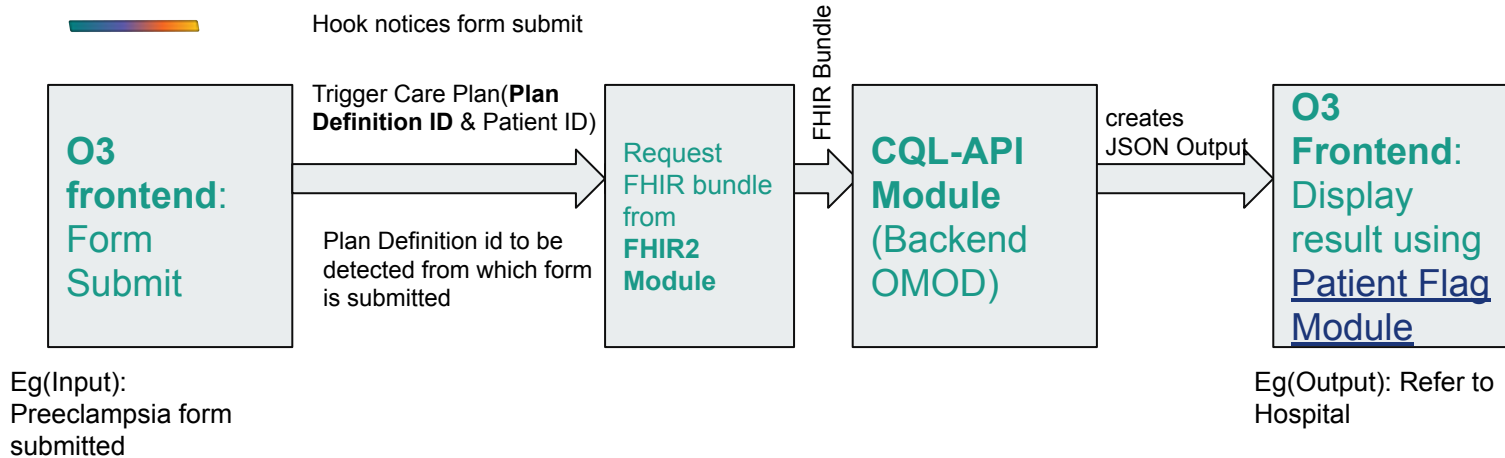 Hook notices form submit
O3
frontend:
Form
Submit
Trigger Care Plan(Plan
Definition ID & Patient ID)
Plan Definition id to be
detected from which form
is submitted
Request
FHIR bundle
from
FHIR2
Module
FHIR Bundle
CQL-API
Module
(Backend
OMOD)
creates
JSON Output
O3
Frontend:
Display
result using
Patient Flag
Module
Eg(Input):
Preeclampsia form
submitted
Eg(Output): Refer to
Hospital